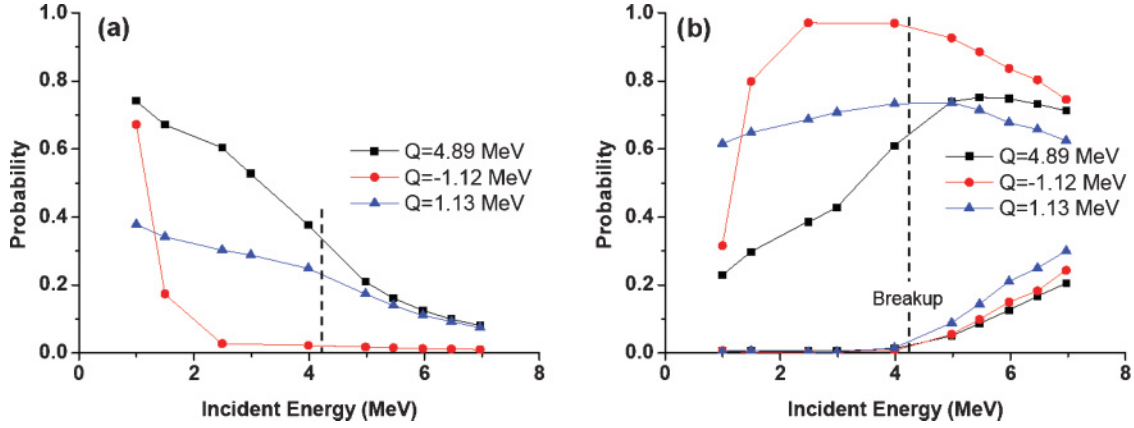 (a)
1.0
0.8
0.6
0.4
0.2
0.0
Probability
Q=4.89 MeV
Q=-1.12 MeV
Q=1.13 MeV
0 2 4 6 8
Incident Energy (MeV)
(b)
1.0
0.8
0.6
0.4
0.2
0.0
Probability
Q=4.89 MeV
Q=-1.12 MeV
Q=1.13 MeV
Breakup
0 2 4 6 8
Incident Energy (MeV)